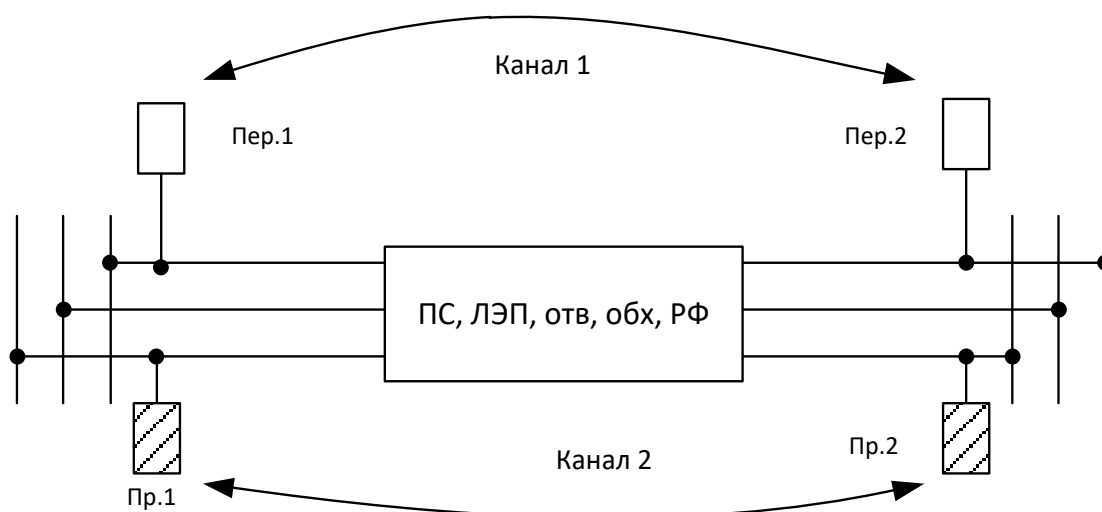 Канал 1
Пер.1
Пер.2
ПС, ЛЭП, отв, обх, РФ
Канал 2
Пр.2
Пр.1